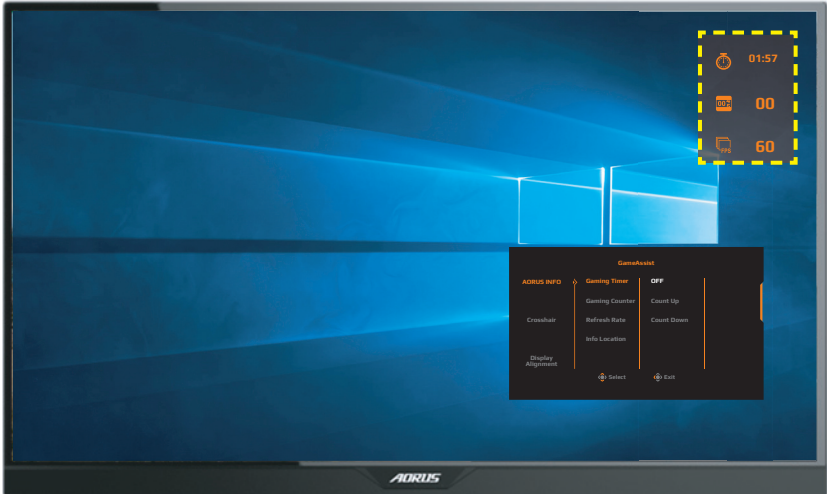 01:57
00
60
FPS
GameAssist
AORUS INFO
Gaming Timer
OFF
Gaming Counter
Count Up
Crosshair
Refresh Rate
Count Down
Info Location
Display
Alignment
Select
Exit
AORUS